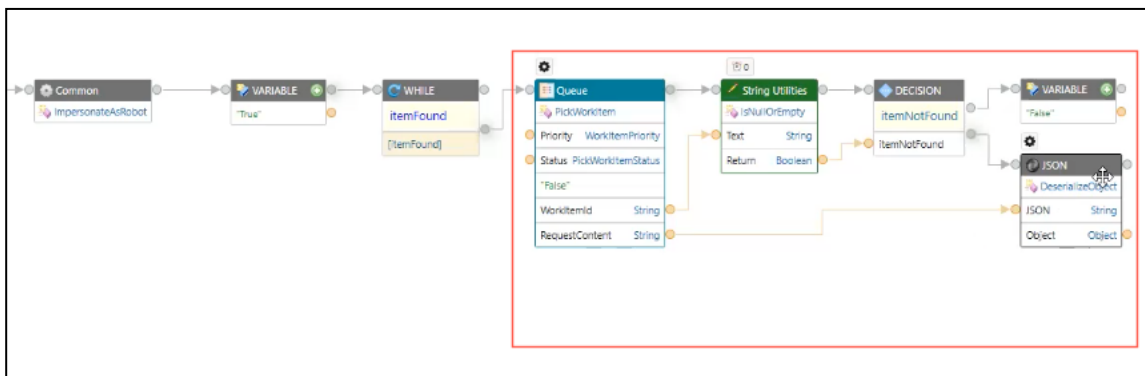 Common
ImpersonateAsRobot
VARIABLE
"True"
WHILE
itemFound
[itemFound]
Queue
PickWorkItem
Priority WorkItemPriority
Status PickWorkItemStatus
"False"
WorkItemId String
RequestContent String
0
String Utilities
IsNullOrEmpty
Text String
Return Boolean
DECISION
itemNotFound
itemNotFound
VARIABLE
"False"
JSON
DeserializeObject
JSON String
Object Object